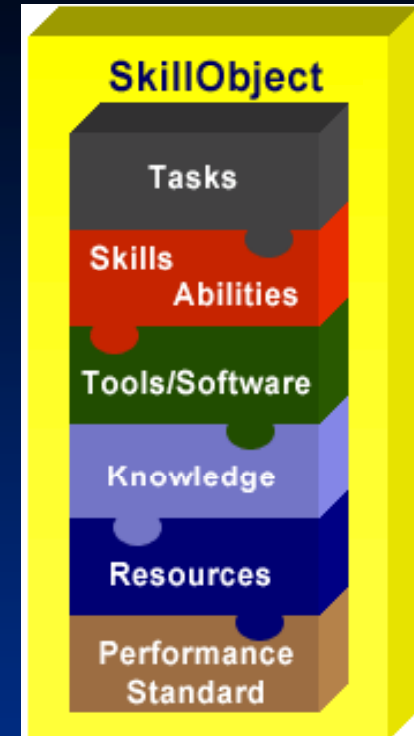 SkillObject
Tasks
Skills
Abilities
Tools/Software
Knowledge
Resources
Performance
Standard